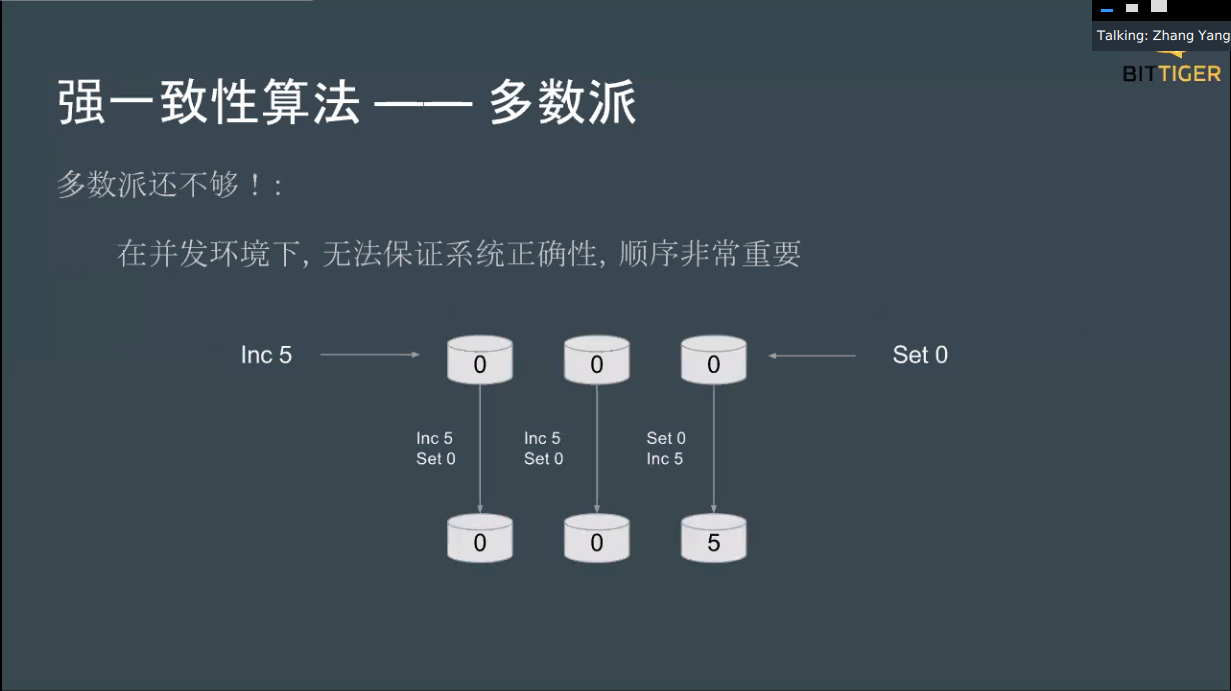 Talking: Zhang Yang
BITTIGER
强一致性算法 —— 多数派
多数派还不够！:
在并发环境下, 无法保证系统正确性, 顺序非常重要
Inc 5
0
0
0
Set 0
Inc 5
Set 0
Inc 5
Set 0
Set 0
Inc 5
0
0
5